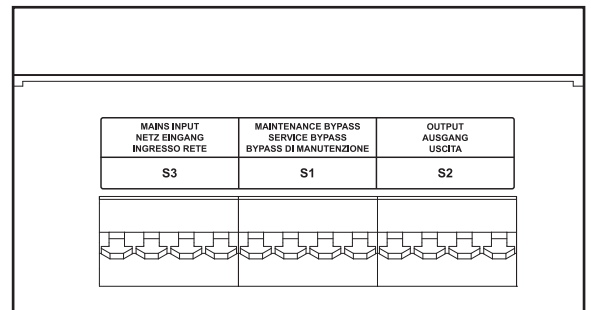 MAINS INPUT
NETZ EINGANG
INGRESSO RETE
MAINTENANCE BYPASS
SERVICE BYPASS
BYPASS DI MANUTENZIONE
OUTPUT
AUSGANG
USCITA
S3
S1
S2